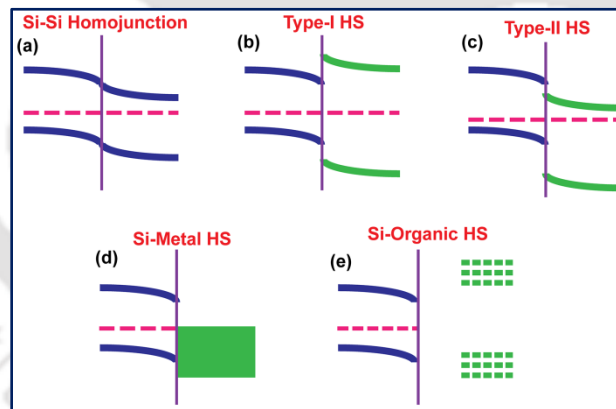 Si-Si Homojunction
(a)
Type-I HS
(b)
Type-II HS
(c)
Si-Metal HS
(d)
Si-Organic HS
(e)